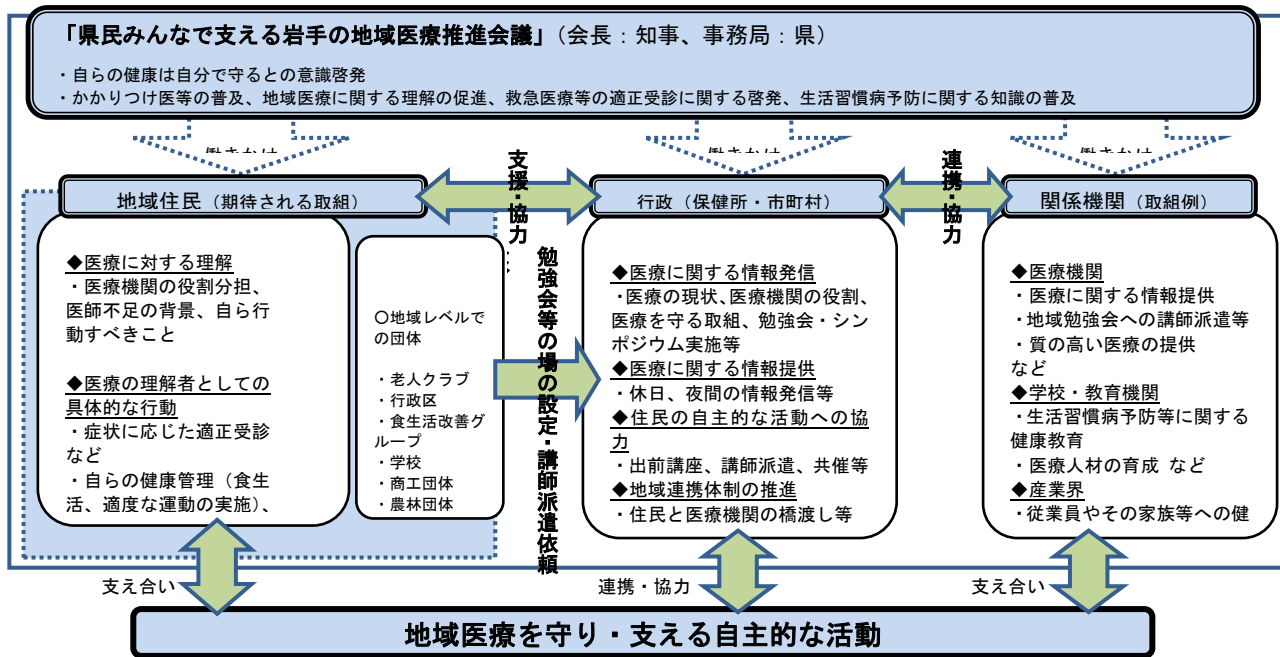 「県民みんなで支える岩手の地域医療推進会議」（会長：知事、事務局：県）
・自らの健康は自分で守るとの意識啓発
・かかりつけ医等の普及、地域医療に関する理解の促進、救急医療等の適正受診に関する啓発、生活習慣病予防に関する知識の普及
働きかけ
働きかけ
働きかけ
地域住民（期待される取組）
支援・協力
行政（保健所・市町村）
連携・協力
関係機関（取組例）
◆医療に対する理解
・医療機関の役割分担、
医師不足の背景、自ら行
動すべきこと
◆医療の理解者としての
具体的な行動
・症状に応じた適正受診
など
・自らの健康管理（食生
活、適度な運動の実施）、
〇地域レベルで
の団体
・老人クラブ
・行政区
・食生活改善グ
ループ
・学校
・商工団体
・農林団体
勉強会等の場の設定・講師派遣依頼
◆医療に関する情報発信
・医療の現状、医療機関の役割、
医療を守る取組、勉強会・シン
ポジウム実施等
◆医療に関する情報提供
・休日、夜間の情報発信等
◆住民の自主的な活動への協
力
・出前講座、講師派遣、共催等
◆地域連携体制の推進
・住民と医療機関の橋渡し等
◆医療機関
・医療に関する情報提供
・地域勉強会への講師派遣等
・質の高い医療の提供
など
◆学校・教育機関
・生活習慣病予防等に関する
健康教育
・医療人材の育成 など
◆産業界
・従業員やその家族等への健
支え合い
連携・協力
支え合い
地域医療を守り・支える自主的な活動